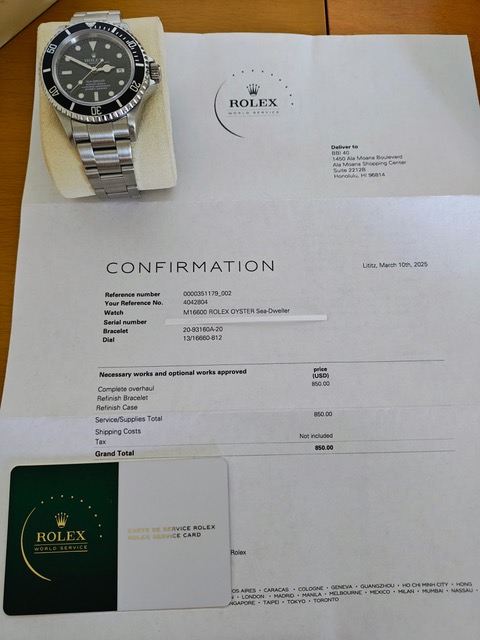 ROLEX
ROLEX
WORLD SERVICE
Deliver to
BBI 40
1450 Ala Moana Boulevard
Ala Moana Shopping Center
Suite 2212B
Honolulu, HI 96814
CONFIRMATION
Lititz, March 10th, 2025
Reference number 0000351179_002
Your Reference No. 4042804
Watch M16600 ROLEX OYSTER Sea-Dweller
Serial number
Bracelet 20-93160A-20
Dial 13/16660-812
Necessary works and optional works approved price
(USD)
Complete overhaul 850.00
Refinish Bracelet
Refinish Case
Service/Supplies Total 850.00
Shipping Costs
Tax Not included
Grand Total 850.00
ROLEX
WORLD SERVICE
CARTE DE SERVICE ROLEX
ROLEX SERVICE CARD
Rolex
AIRES • CARACAS • COLOGNE • GENEVA • GUANGZHOU • HO CHI MINH CITY • HONG
• LONDON • MADRID • MANILA • MELBOURNE • MEXICO • MILAN • MUMBAI • NASSAU •
• TAIPEI • TOKYO • TORONTO